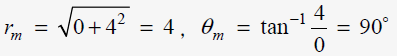 r_m = √(0+4²) = 4 , θ_m = tan⁻¹ 4/0 = 90°